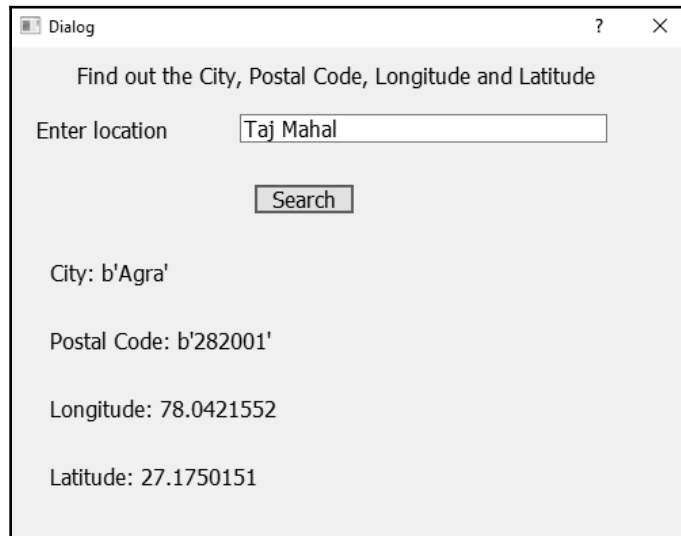 Dialog ? ×
Find out the City, Postal Code, Longitude and Latitude
Enter location Taj Mahal
Search
City: b'Agra'
Postal Code: b'282001'
Longitude: 78.0421552
Latitude: 27.1750151